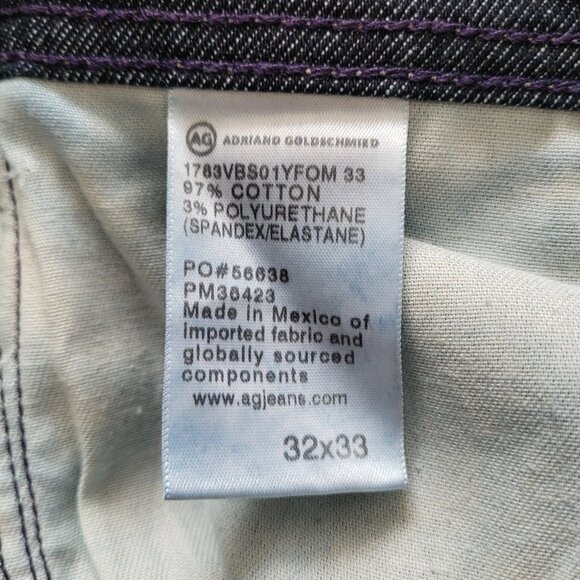 AG ADRIANO GOLDSCHMIED
1783VBS01YFOM 33
97% COTTON
3% POLYURETHANE
(SPANDEX/ELASTANE)
PO#56638
PM36423
Made in Mexico of
imported fabric and
globally sourced
components
www.agjeans.com
32x33